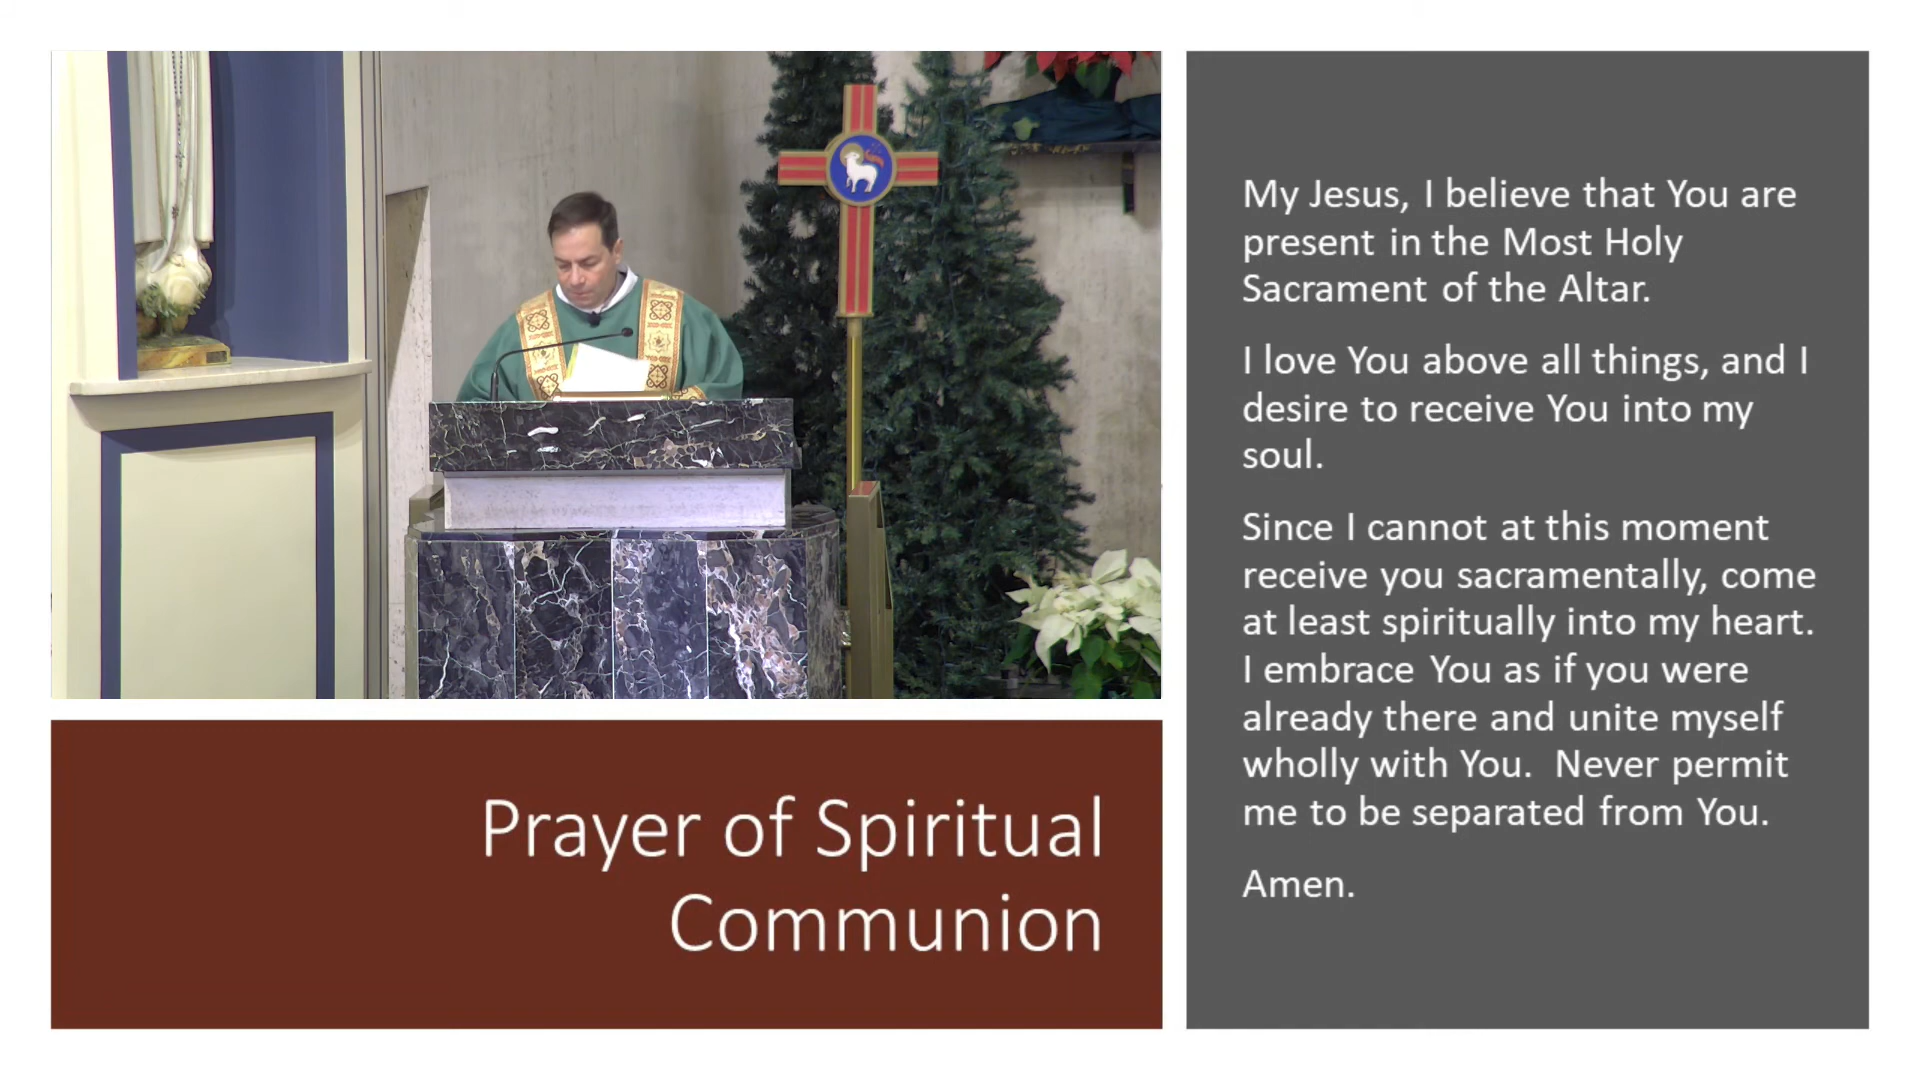 Prayer of Spiritual
Communion
My Jesus, I believe that You are
present in the Most Holy
Sacrament of the Altar.
I love You above all things, and I
desire to receive You into my
soul.
Since I cannot at this moment
receive you sacramentally, come
at least spiritually into my heart.
I embrace You as if you were
already there and unite myself
wholly with You.  Never permit
me to be separated from You.
Amen.